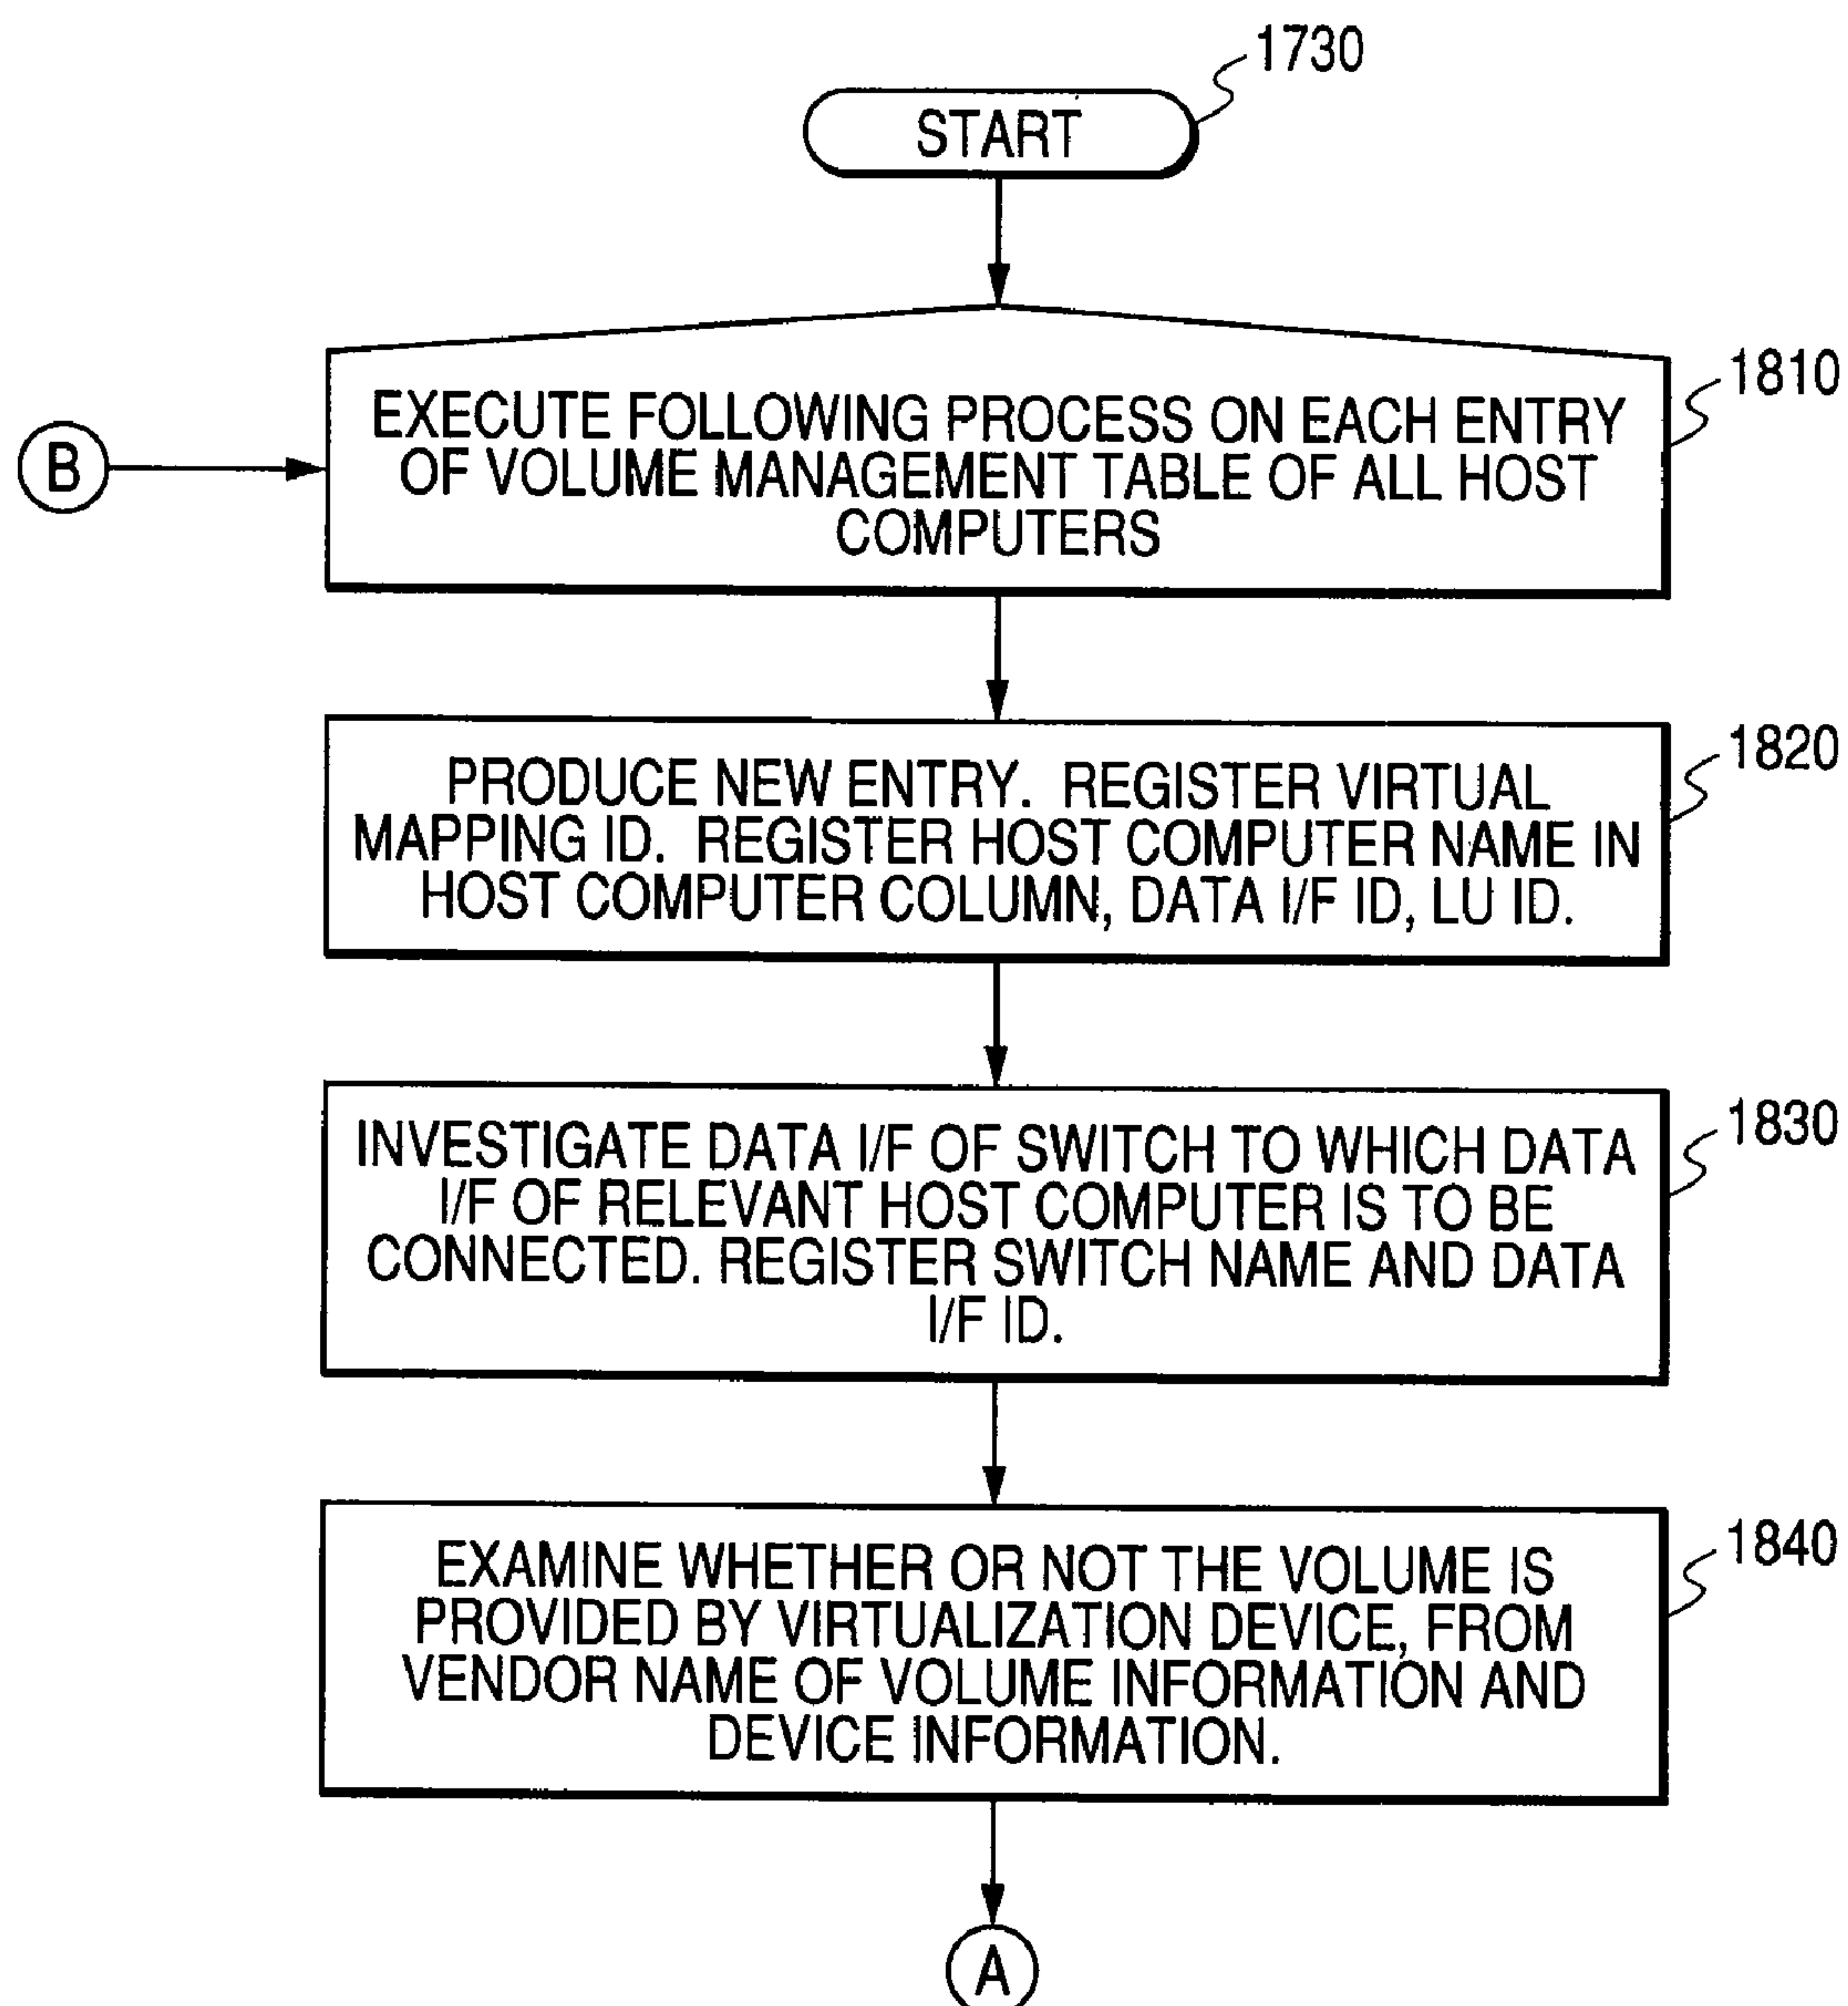 1730
START
1810
EXECUTE FOLLOWING PROCESS ON EACH ENTRY
OF VOLUME MANAGEMENT TABLE OF ALL HOST
COMPUTERS
B
1820
PRODUCE NEW ENTRY. REGISTER VIRTUAL
MAPPING ID. REGISTER HOST COMPUTER NAME IN
HOST COMPUTER COLUMN, DATA I/F ID, LU ID.
1830
INVESTIGATE DATA I/F OF SWITCH TO WHICH DATA
I/F OF RELEVANT HOST COMPUTER IS TO BE
CONNECTED. REGISTER SWITCH NAME AND DATA
I/F ID.
1840
EXAMINE WHETHER OR NOT THE VOLUME IS
PROVIDED BY VIRTUALIZATION DEVICE, FROM
VENDOR NAME OF VOLUME INFORMATION AND
DEVICE INFORMATION.
A